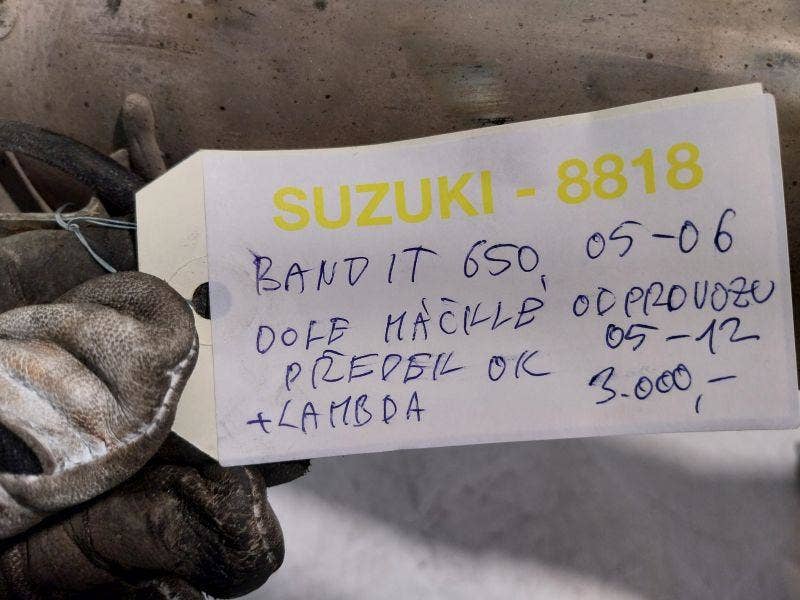 SUZUKI - 8818
BANDIT 650 05-06
DOLE MÁČKLÉ OD PROVOZU
PŘEDEK OK 05-12
+LAMBDA 3.000,-